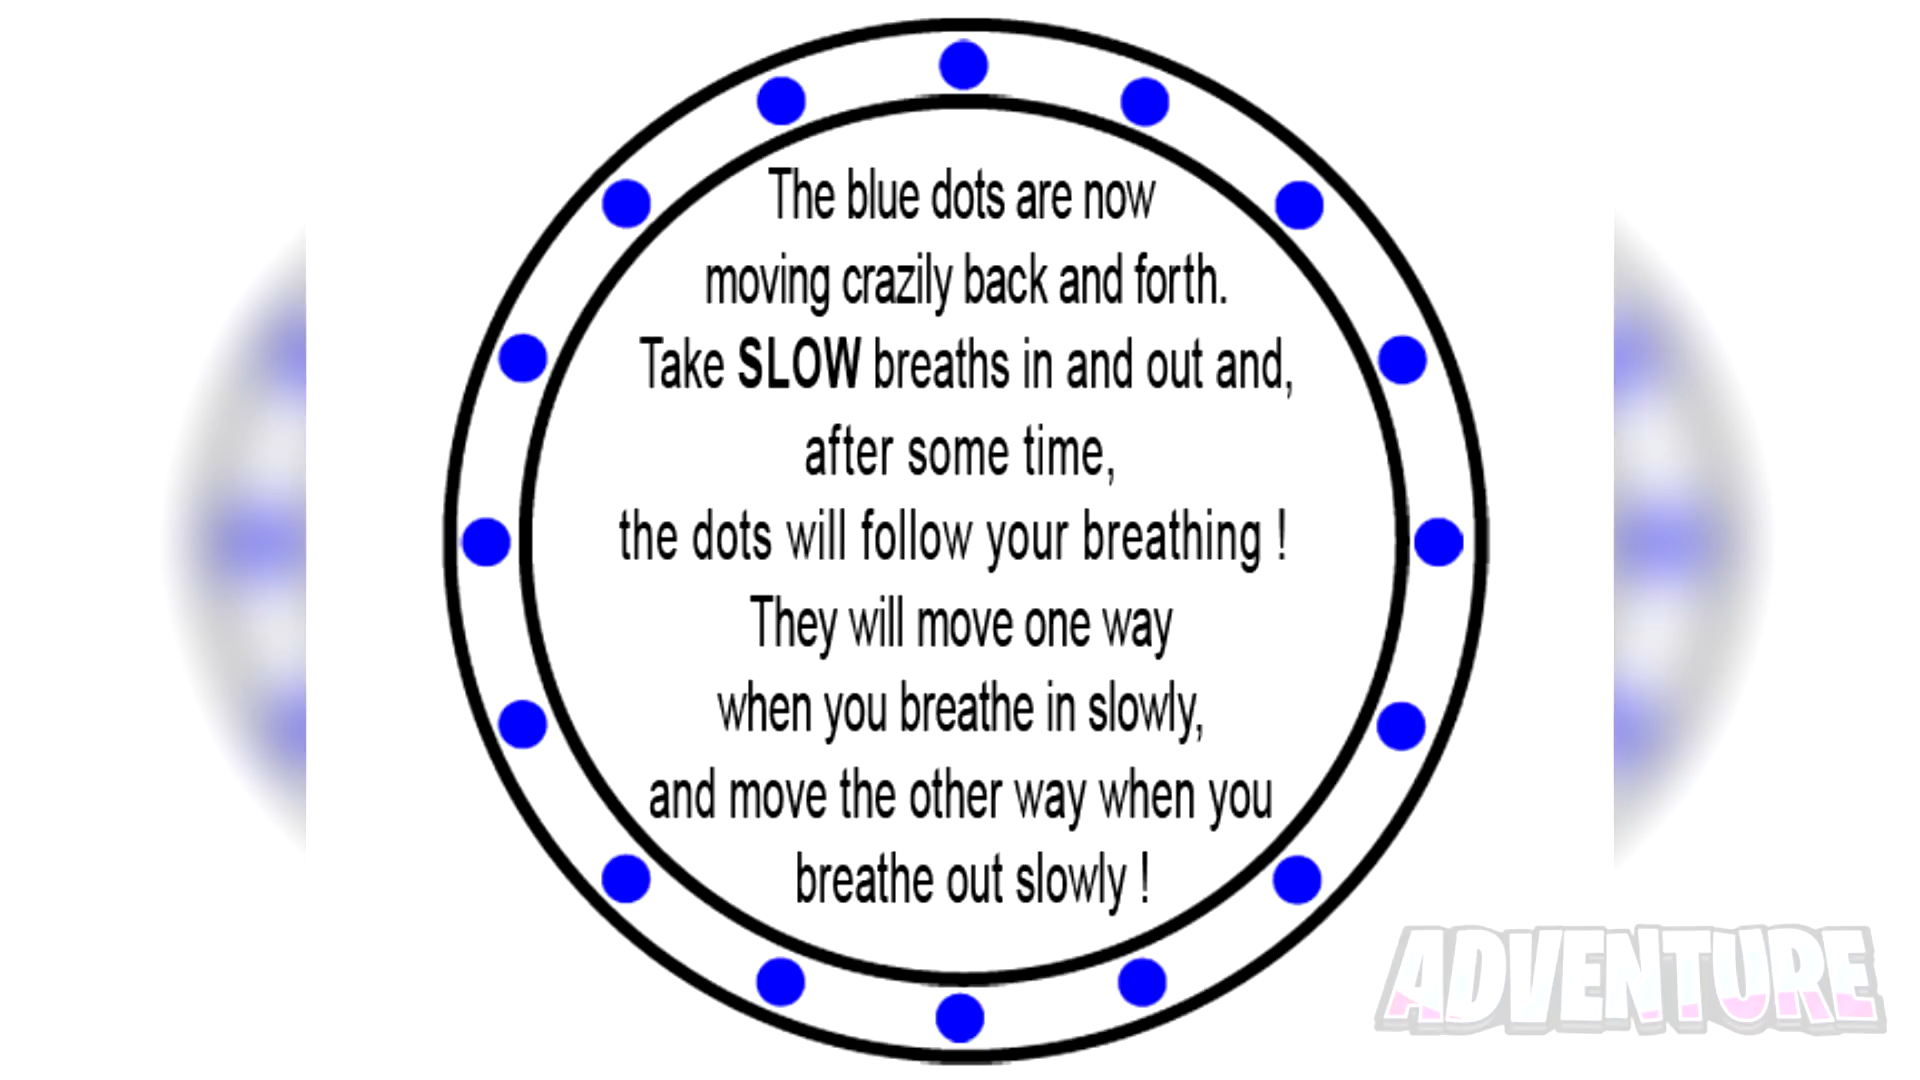 The blue dots are now
moving crazily back and forth.
Take SLOW breaths in and out and,
after some time,
the dots will follow your breathing !
They will move one way
when you breathe in slowly,
and move the other way when you
breathe out slowly !
ADVENTURE